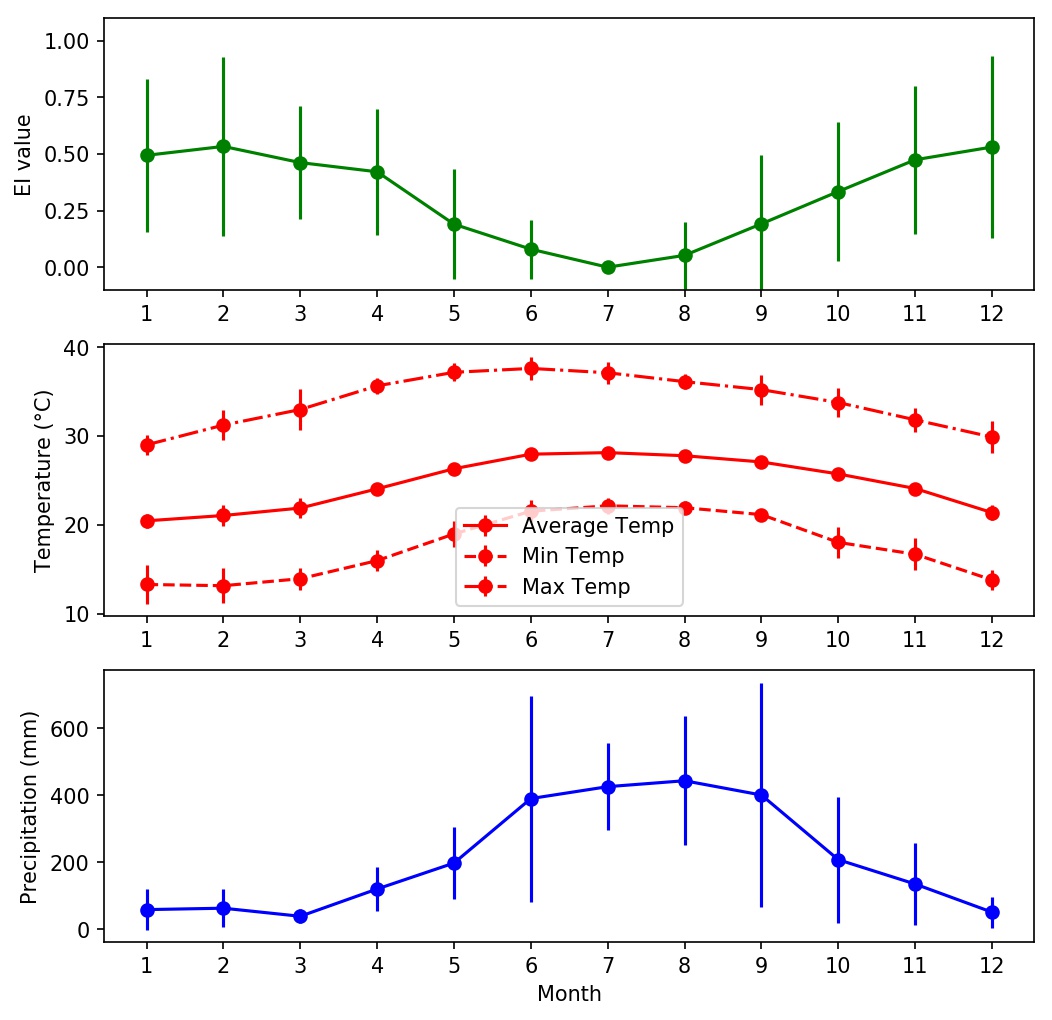 EI value
1.00
0.75
0.50
0.25
0.00
1 2 3 4 5 6 7 8 9 10 11 12
Temperature (°C)
40
30
20
10
Average Temp
Min Temp
Max Temp
1 2 3 4 5 6 7 8 9 10 11 12
Precipitation (mm)
600
400
200
0
1 2 3 4 5 6 7 8 9 10 11 12
Month